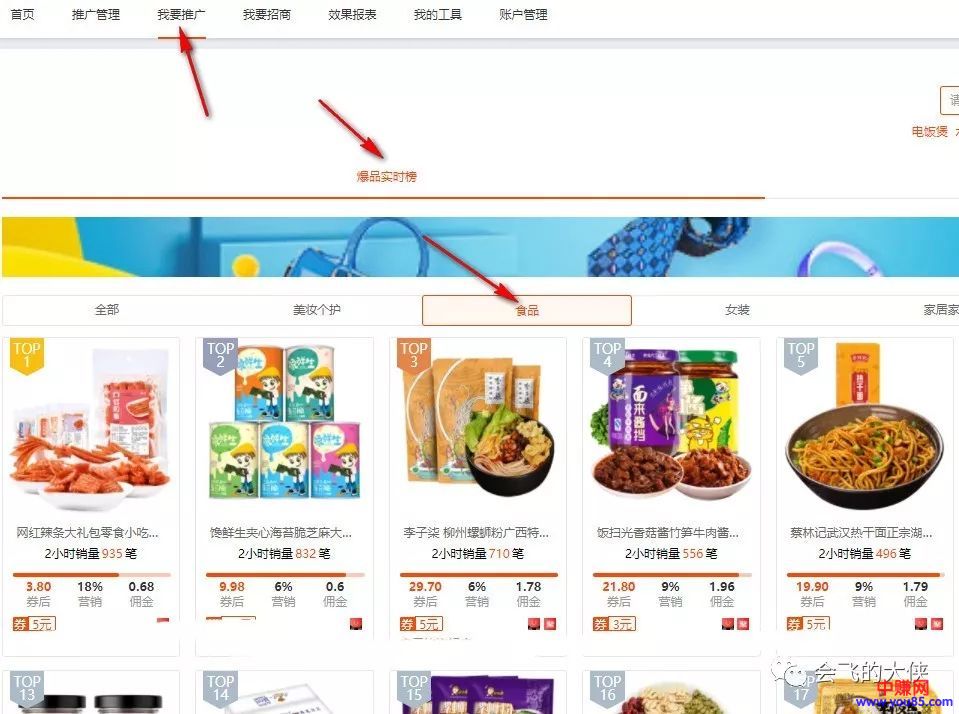 首页 推广管理 我要推广 我要招商 效果报表 我的工具 账户管理
请
电饭煲
爆品实时榜
全部 美妆个护 食品 女装 家居家
TOP 1 TOP 2 TOP 3 TOP 4 TOP 5
网红辣条大礼包零食小吃... 馋鲜生夹心海苔脆芝麻大... 李子柒 柳州螺蛳粉广西特... 饭扫光香菇酱竹笋牛肉酱... 蔡林记武汉热干面正宗湖...
2小时销量 935 笔 2小时销量 832 笔 2小时销量 710 笔 2小时销量 556 笔 2小时销量 496 笔
3.80 18% 0.68 9.98 6% 0.6 29.70 6% 1.78 21.80 9% 1.96 19.90 9% 1.79
券后 营销 佣金 券后 营销 佣金 券后 营销 佣金 券后 营销 佣金 券后 营销 佣金
券 5元 券 5元 券 3元 券 5元
TOP 13 TOP 14 TOP 15 TOP 16 TOP 17
会飞的大侠
中赚网
www.you85.com